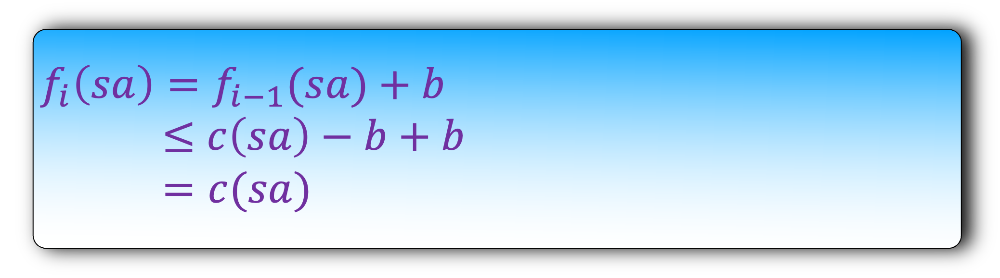 fᵢ(sa) = fᵢ₋₁(sa) + b
≤ c(sa) − b + b
= c(sa)